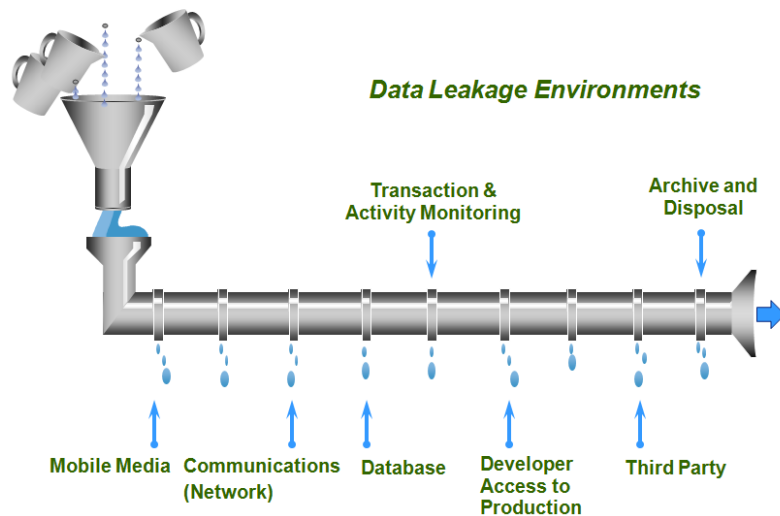 Data Leakage Environments
Transaction &
Activity Monitoring
Archive and
Disposal
Mobile Media
Communications
(Network)
Database
Developer
Access to
Production
Third Party